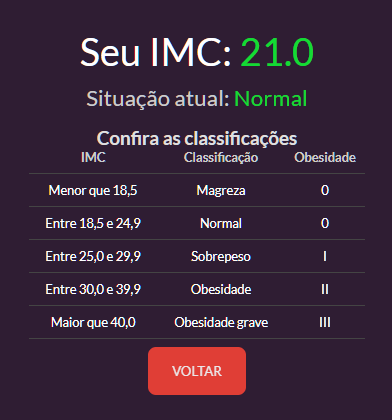 Seu IMC: 21.0
Situação atual: Normal
Confira as classificações
IMC Classificação Obesidade
Menor que 18,5 Magreza 0
Entre 18,5 e 24,9 Normal 0
Entre 25,0 e 29,9 Sobrepeso I
Entre 30,0 e 39,9 Obesidade II
Maior que 40,0 Obesidade grave III
VOLTAR